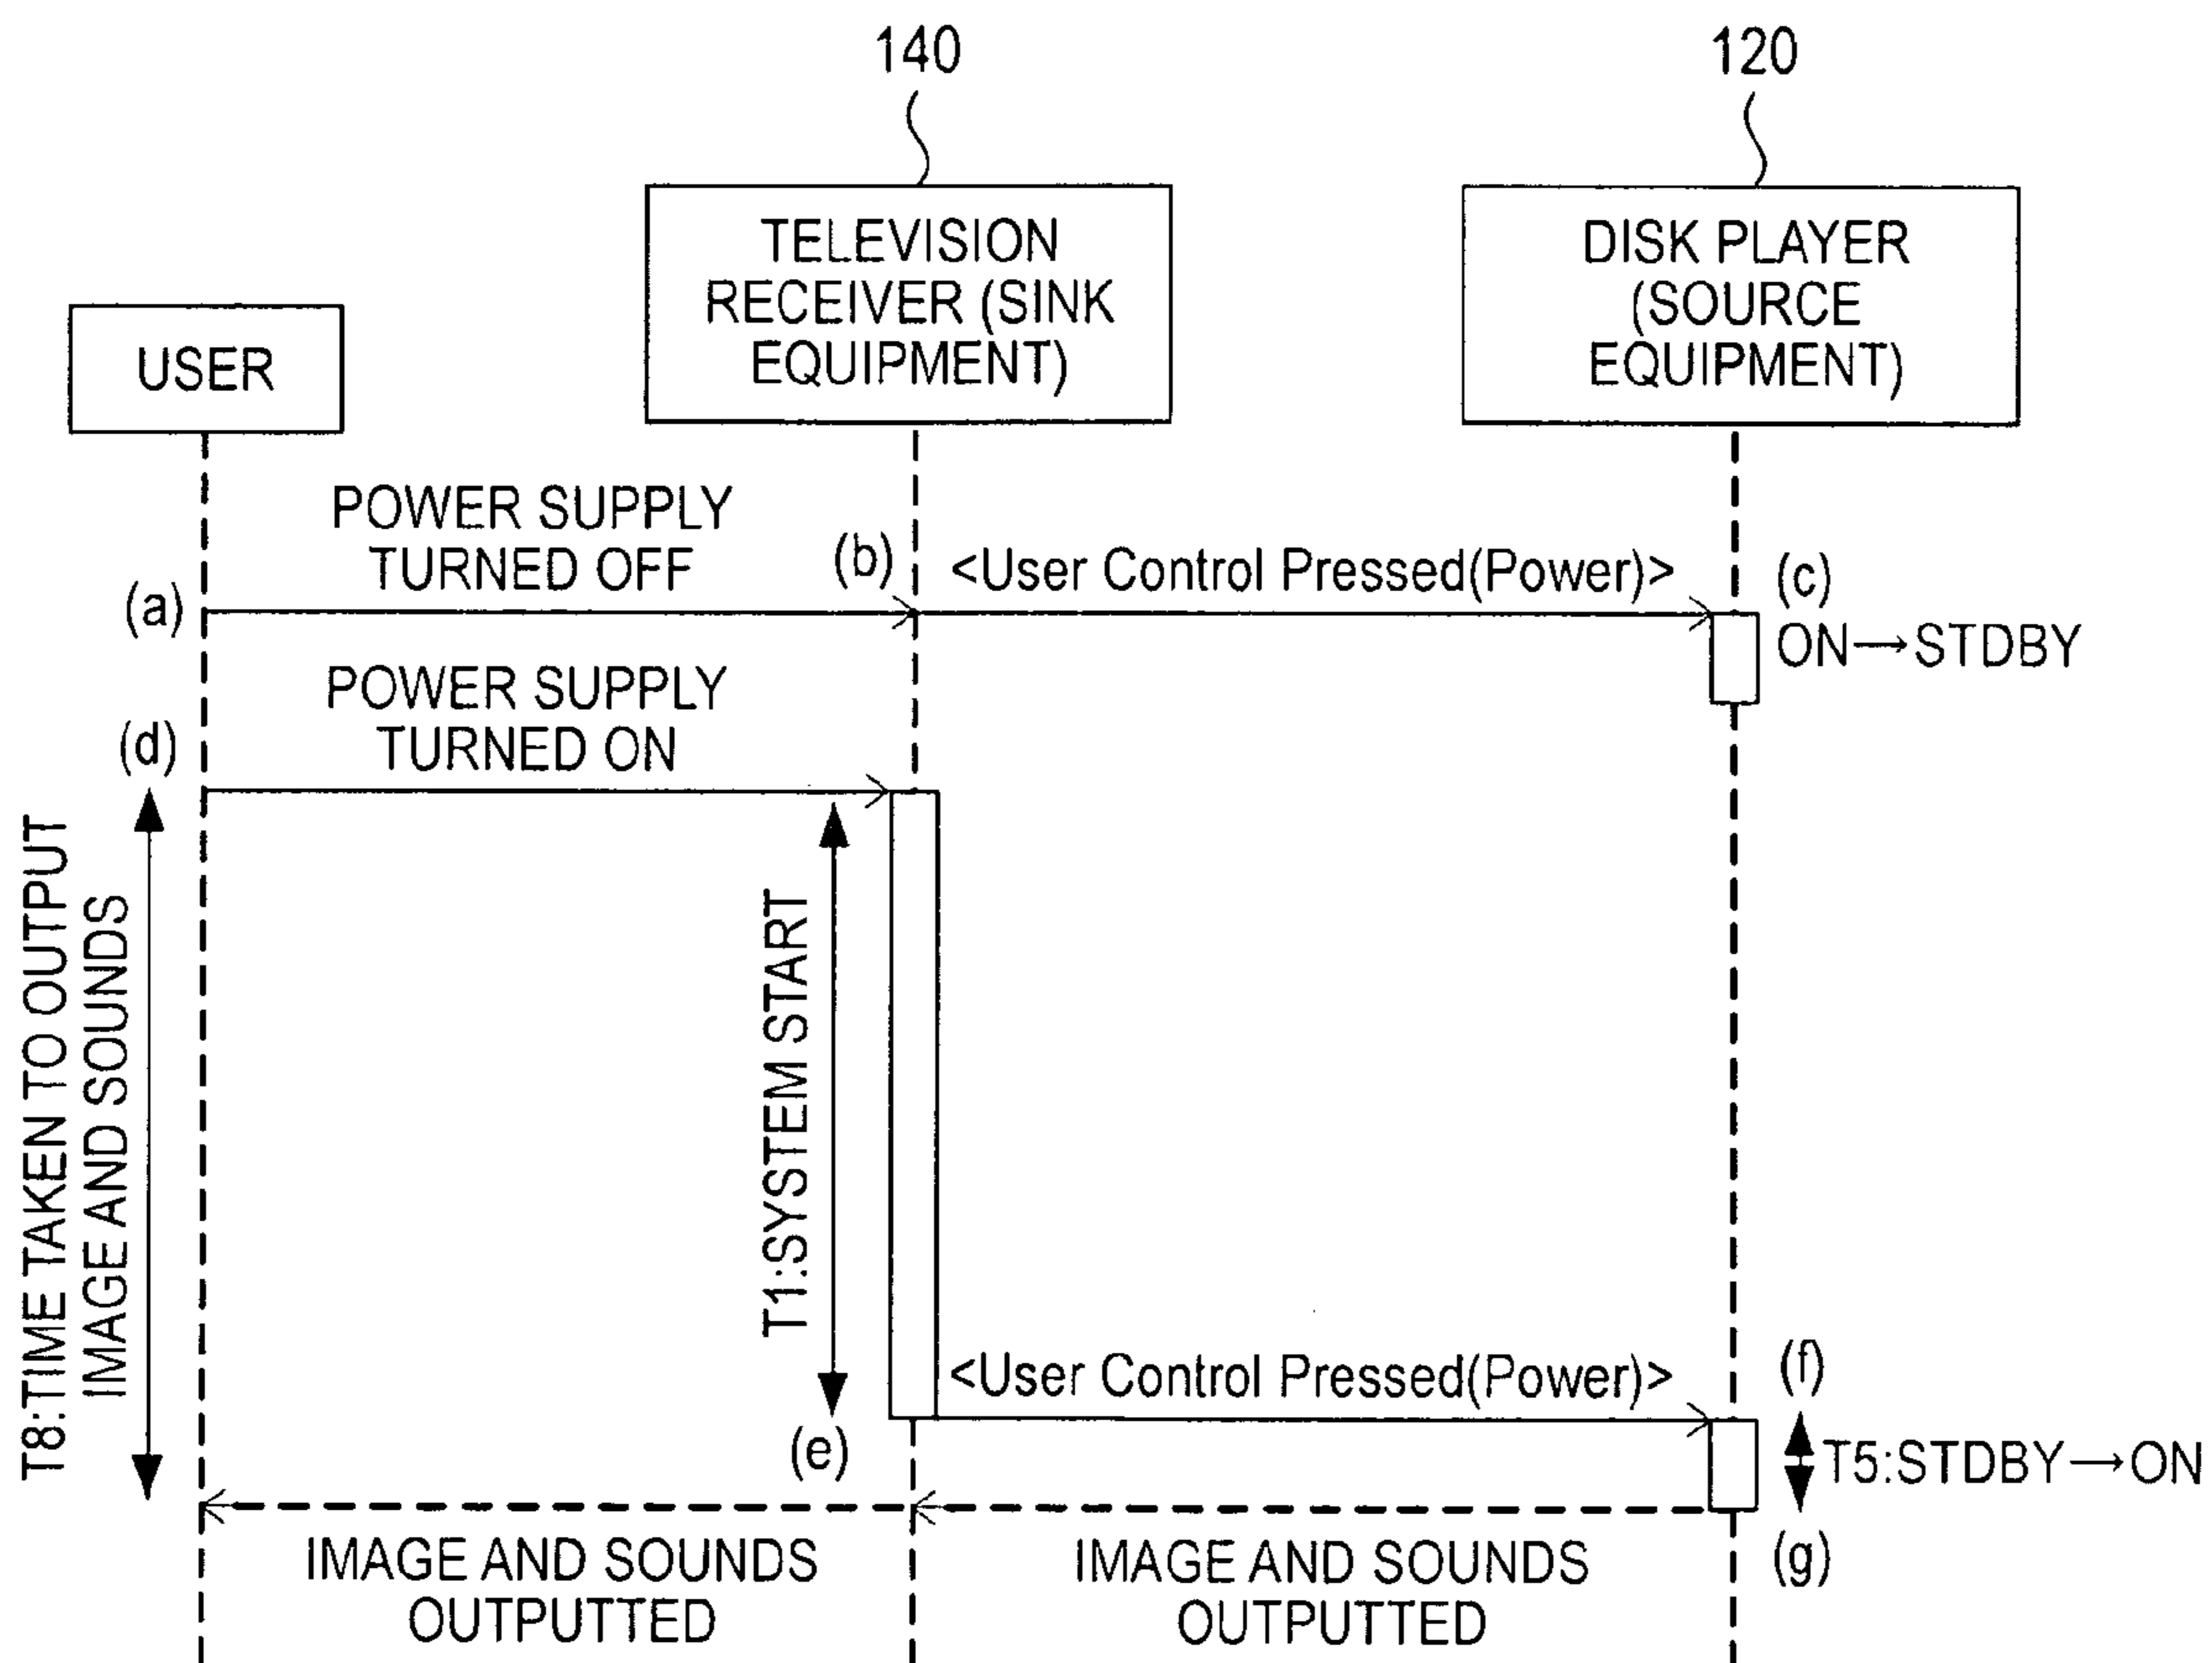 140
120
TELEVISION
RECEIVER (SINK
EQUIPMENT)
DISK PLAYER
(SOURCE
EQUIPMENT)
USER
POWER SUPPLY
TURNED OFF
(a)
(b)
<User Control Pressed(Power)>
(c)
ON→STDBY
POWER SUPPLY
TURNED ON
(d)
T8:TIME TAKEN TO OUTPUT
IMAGE AND SOUNDS
T1:SYSTEM START
(e)
<User Control Pressed(Power)>
(f)
T5:STDBY→ON
(g)
IMAGE AND SOUNDS
OUTPUTTED
IMAGE AND SOUNDS
OUTPUTTED